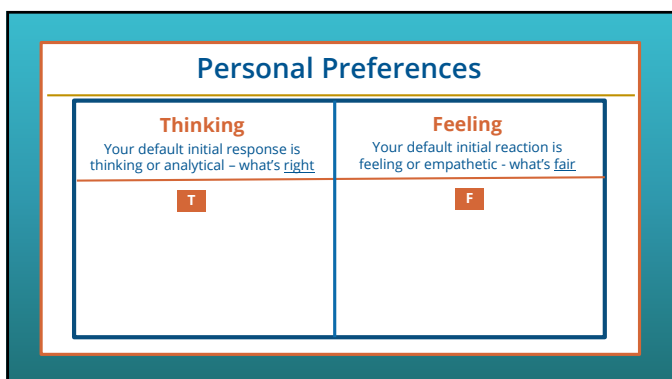 Personal Preferences
Thinking
Your default initial response is
thinking or analytical – what's right
T
Feeling
Your default initial reaction is
feeling or empathetic - what's fair
F